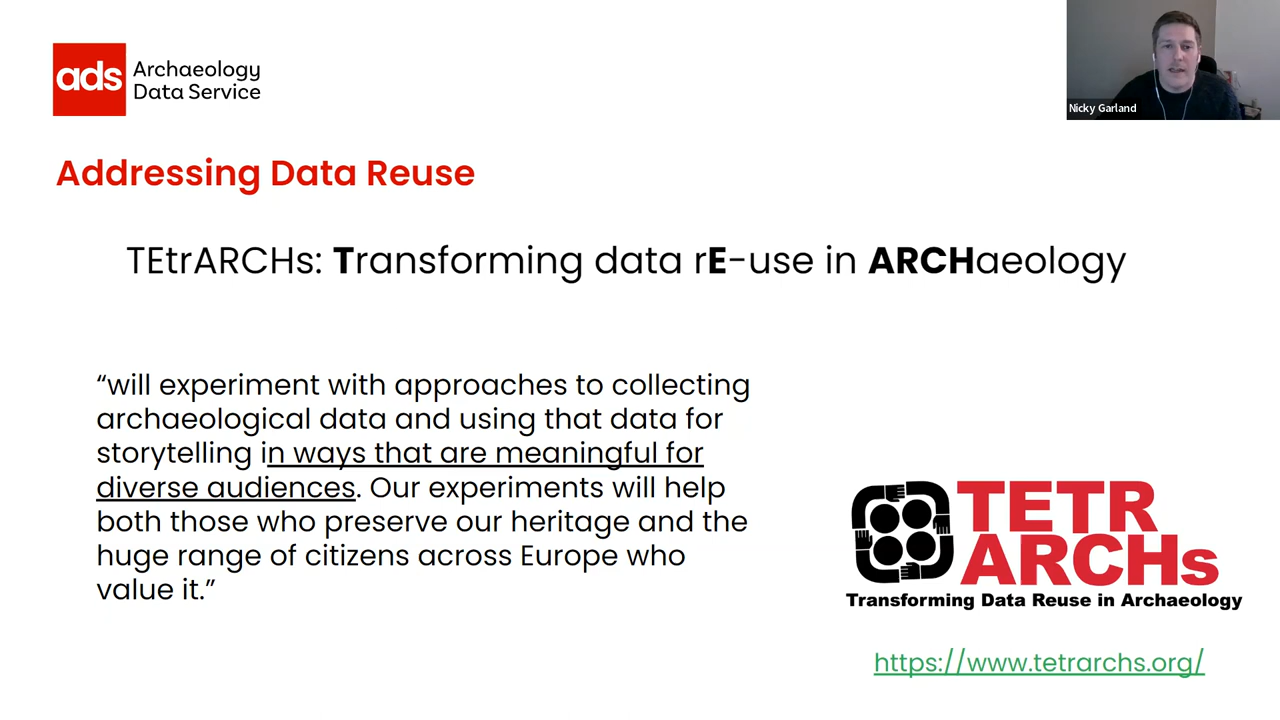 ads Archaeology
Data Service
Nicky Garland
Addressing Data Reuse
TEtrARCHs: Transforming data rE-use in ARCHaeology
“will experiment with approaches to collecting
archaeological data and using that data for
storytelling in ways that are meaningful for
diverse audiences. Our experiments will help
both those who preserve our heritage and the
huge range of citizens across Europe who
value it.”
TETR
ARCHs
Transforming Data Reuse in Archaeology
https://www.tetrarchs.org/